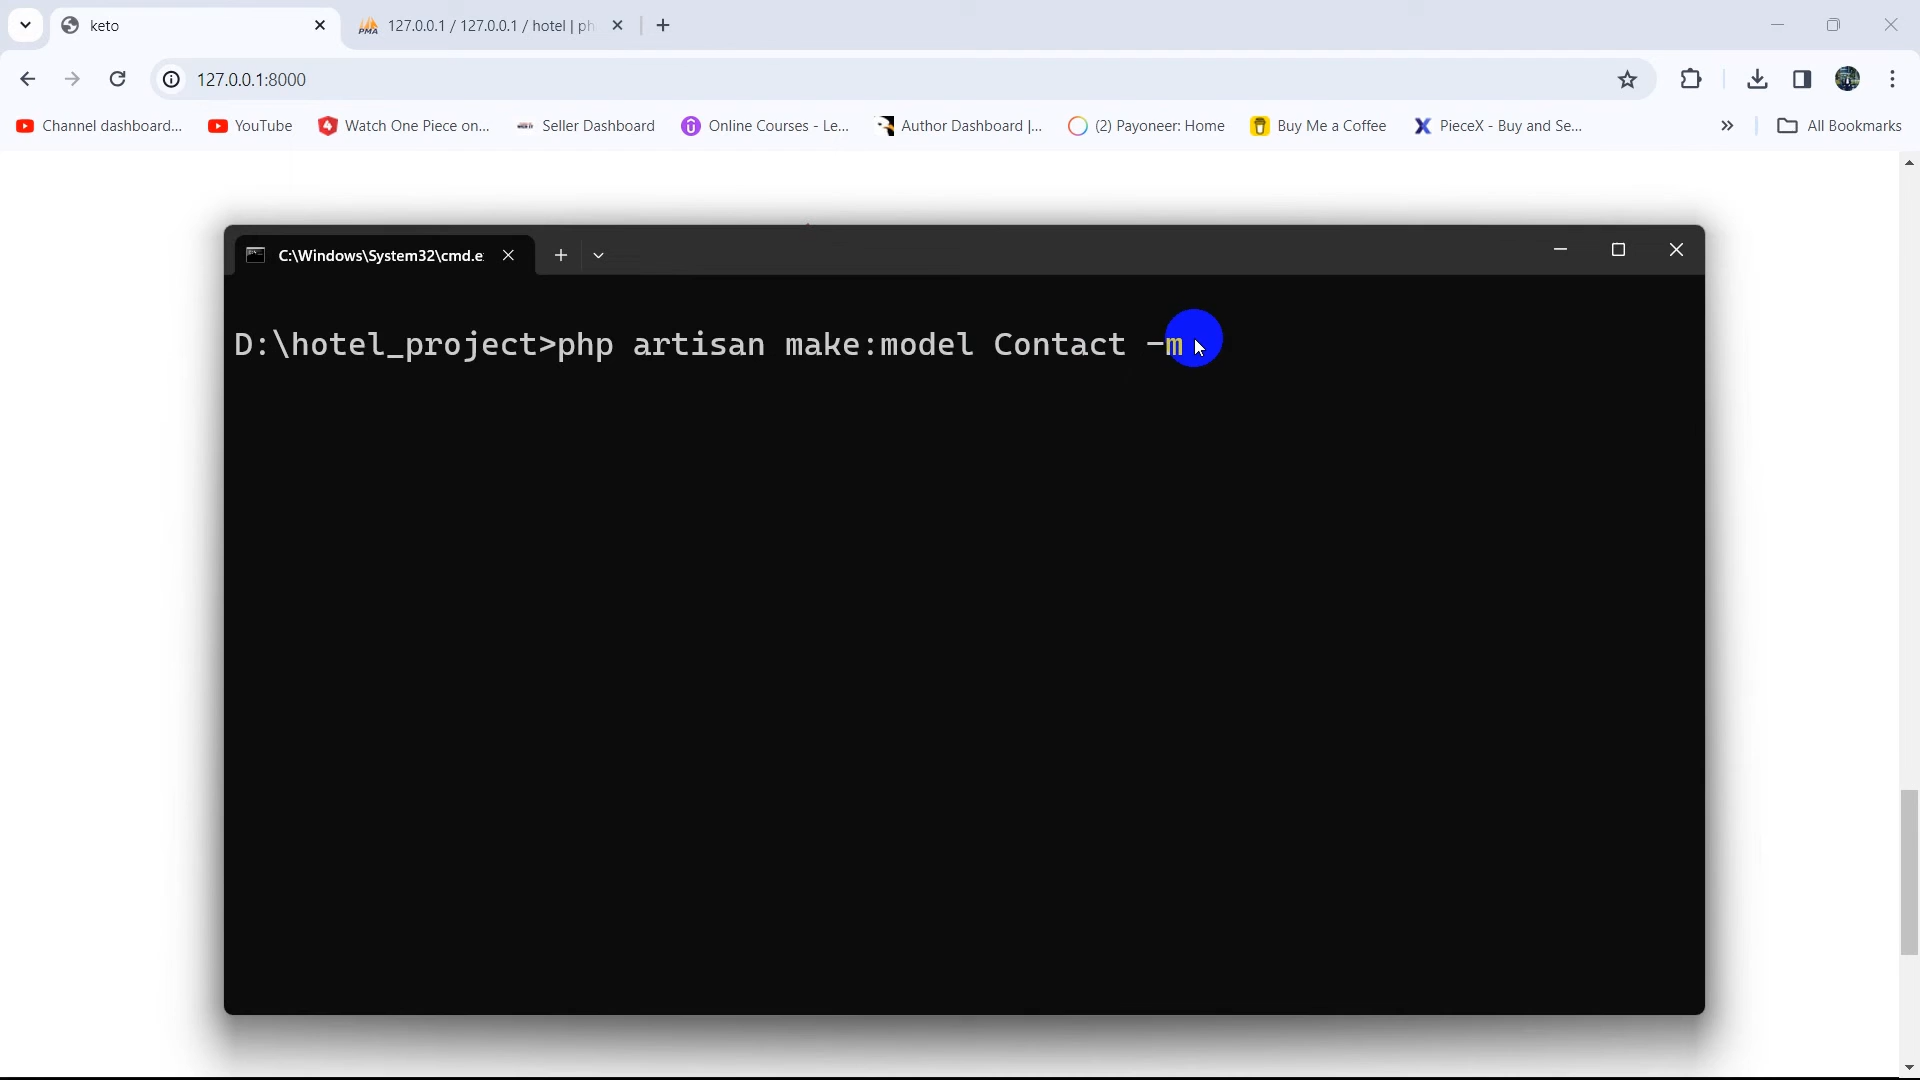 keto
PMA 127.0.0.1 / 127.0.0.1 / hotel | ph
127.0.0.1:8000
Channel dashboard...
YouTube
Watch One Piece on...
Seller Dashboard
Online Courses - Le...
Author Dashboard |...
(2) Payoneer: Home
Buy Me a Coffee
PieceX - Buy and Se...
All Bookmarks
C:\Windows\System32\cmd.e
D:\hotel_project>php artisan make:model Contact -m